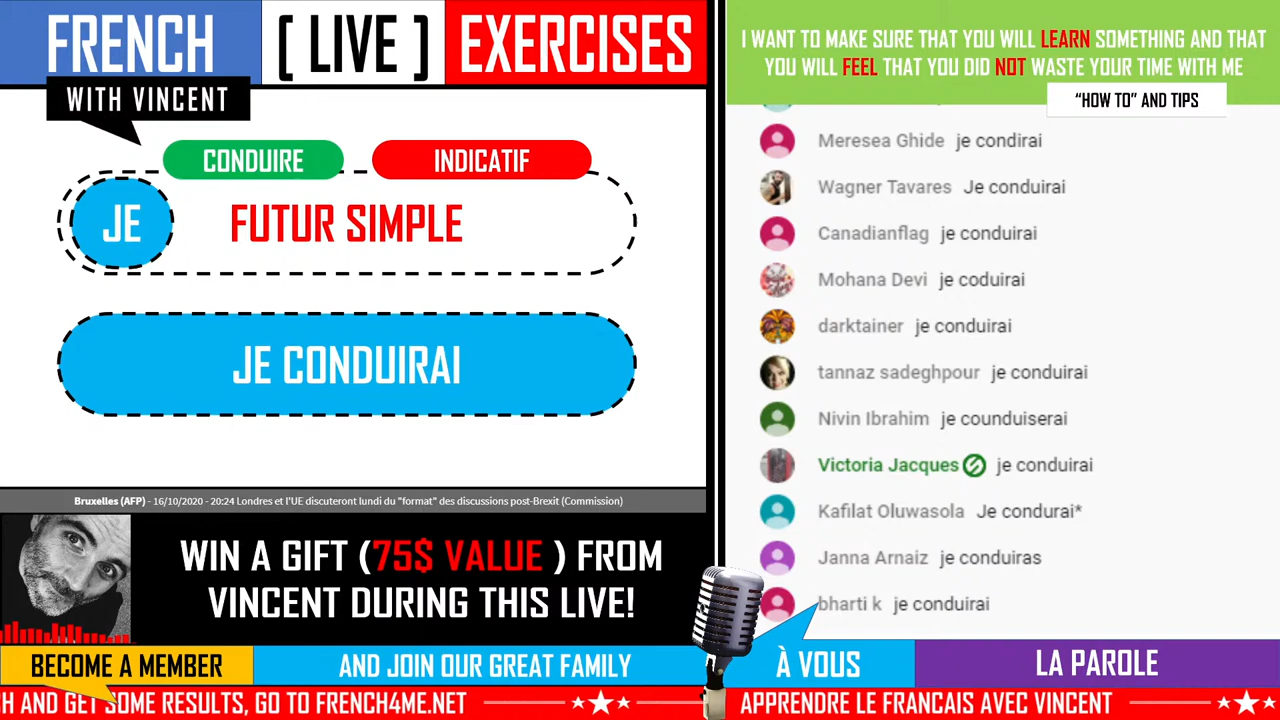 FRENCH
[ LIVE ]
EXERCISES
WITH VINCENT
CONDUIRE
INDICATIF
JE
FUTUR SIMPLE
JE CONDUIRAI
Bruxelles (AFP) - 16/10/2020 - 20:24 Londres et l'UE discuteront lundi du "format" des discussions post-Brexit (Commission)
WIN A GIFT (75$ VALUE ) FROM
VINCENT DURING THIS LIVE!
BECOME A MEMBER
AND JOIN OUR GREAT FAMILY
H AND GET SOME RESULTS, GO TO FRENCH4ME.NET
I WANT TO MAKE SURE THAT YOU WILL LEARN SOMETHING AND THAT
YOU WILL FEEL THAT YOU DID NOT WASTE YOUR TIME WITH ME
“HOW TO” AND TIPS
Meresea Ghide je condirai
Wagner Tavares Je conduirai
Canadianflag je conduirai
Mohana Devi je coduirai
darktainer je conduirai
tannaz sadeghpour je conduirai
Nivin Ibrahim je counduiserai
Victoria Jacques je conduirai
Kafilat Oluwasola Je condurai*
Janna Arnaiz je conduiras
bharti k je conduirai
À VOUS
LA PAROLE
APPRENDRE LE FRANCAIS AVEC VINCENT